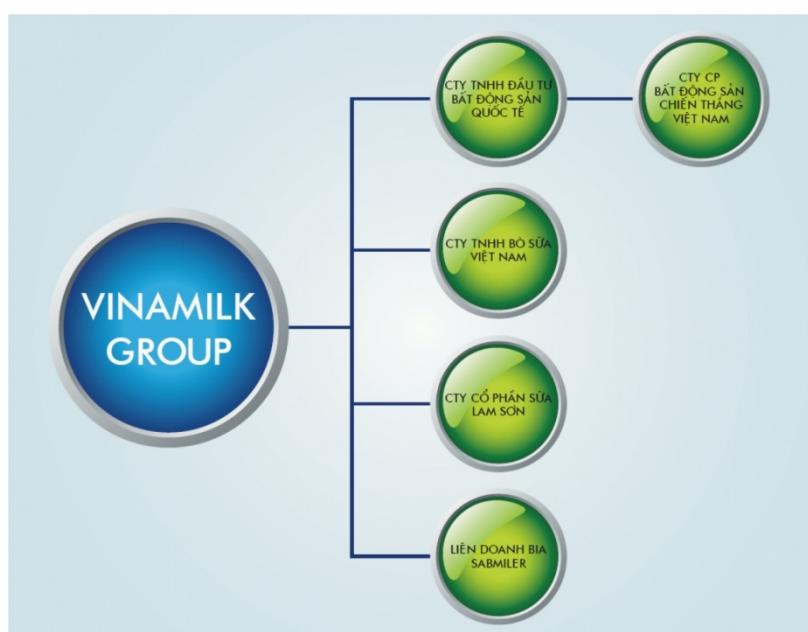 CTY TNHH ĐẦU TƯ
BẤT ĐỘNG SẢN
QUỐC TẾ
CTY CP
BẤT ĐỘNG SẢN
CHIẾN THẮNG
VIỆT NAM
CTY TNHH BÒ SỮA
VIỆT NAM
VINAMILK
GROUP
CTY CỔ PHẦN SỮA
LAM SƠN
LIÊN DOANH BIA
SABMILER